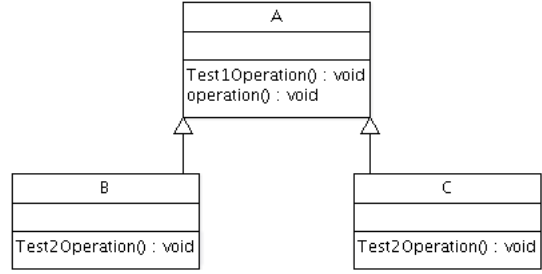 A
Test1Operation() : void
operation() : void
B
Test2Operation() : void
C
Test2Operation() : void